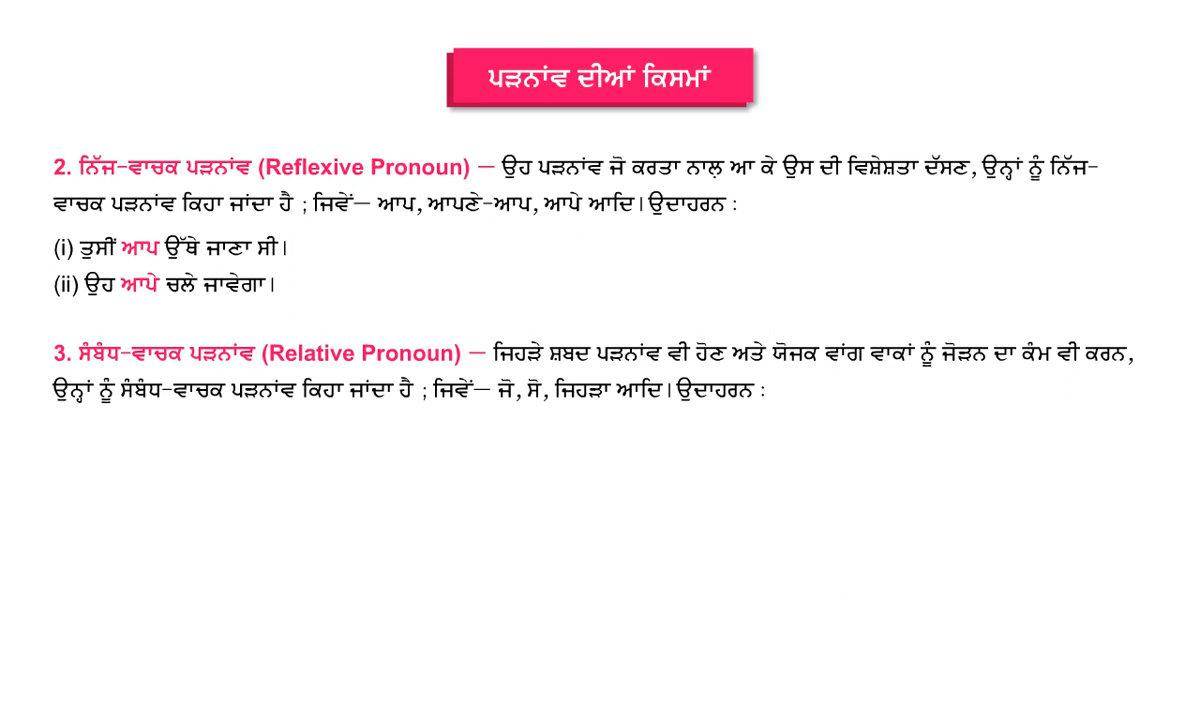 ਪੜਨਾਂਵ ਦੀਆਂ ਕਿਸਮਾਂ
2. ਨਿੱਜ-ਵਾਚਕ ਪੜਨਾਂਵ (Reflexive Pronoun) — ਉਹ ਪੜਨਾਂਵ ਜੋ ਕਰਤਾ ਨਾਲ਼ ਆ ਕੇ ਉਸ ਦੀ ਵਿਸ਼ੇਸ਼ਤਾ ਦੱਸਣ, ਉਨ੍ਹਾਂ ਨੂੰ ਨਿੱਜ-
ਵਾਚਕ ਪੜਨਾਂਵ ਕਿਹਾ ਜਾਂਦਾ ਹੈ ; ਜਿਵੇਂ— ਆਪ, ਆਪਣੇ-ਆਪ, ਆਪੇ ਆਦਿ। ਉਦਾਹਰਨ :
(i) ਤੁਸੀਂ ਆਪ ਉੱਥੇ ਜਾਣਾ ਸੀ।
(ii) ਉਹ ਆਪੇ ਚਲੇ ਜਾਵੇਗਾ।
3. ਸੰਬੰਧ-ਵਾਚਕ ਪੜਨਾਂਵ (Relative Pronoun) — ਜਿਹੜੇ ਸ਼ਬਦ ਪੜਨਾਂਵ ਵੀ ਹੋਣ ਅਤੇ ਯੋਜਕ ਵਾਂਗ ਵਾਕਾਂ ਨੂੰ ਜੋੜਨ ਦਾ ਕੰਮ ਵੀ ਕਰਨ,
ਉਨ੍ਹਾਂ ਨੂੰ ਸੰਬੰਧ-ਵਾਚਕ ਪੜਨਾਂਵ ਕਿਹਾ ਜਾਂਦਾ ਹੈ ; ਜਿਵੇਂ— ਜੋ, ਸੋ, ਜਿਹੜਾ ਆਦਿ। ਉਦਾਹਰਨ :